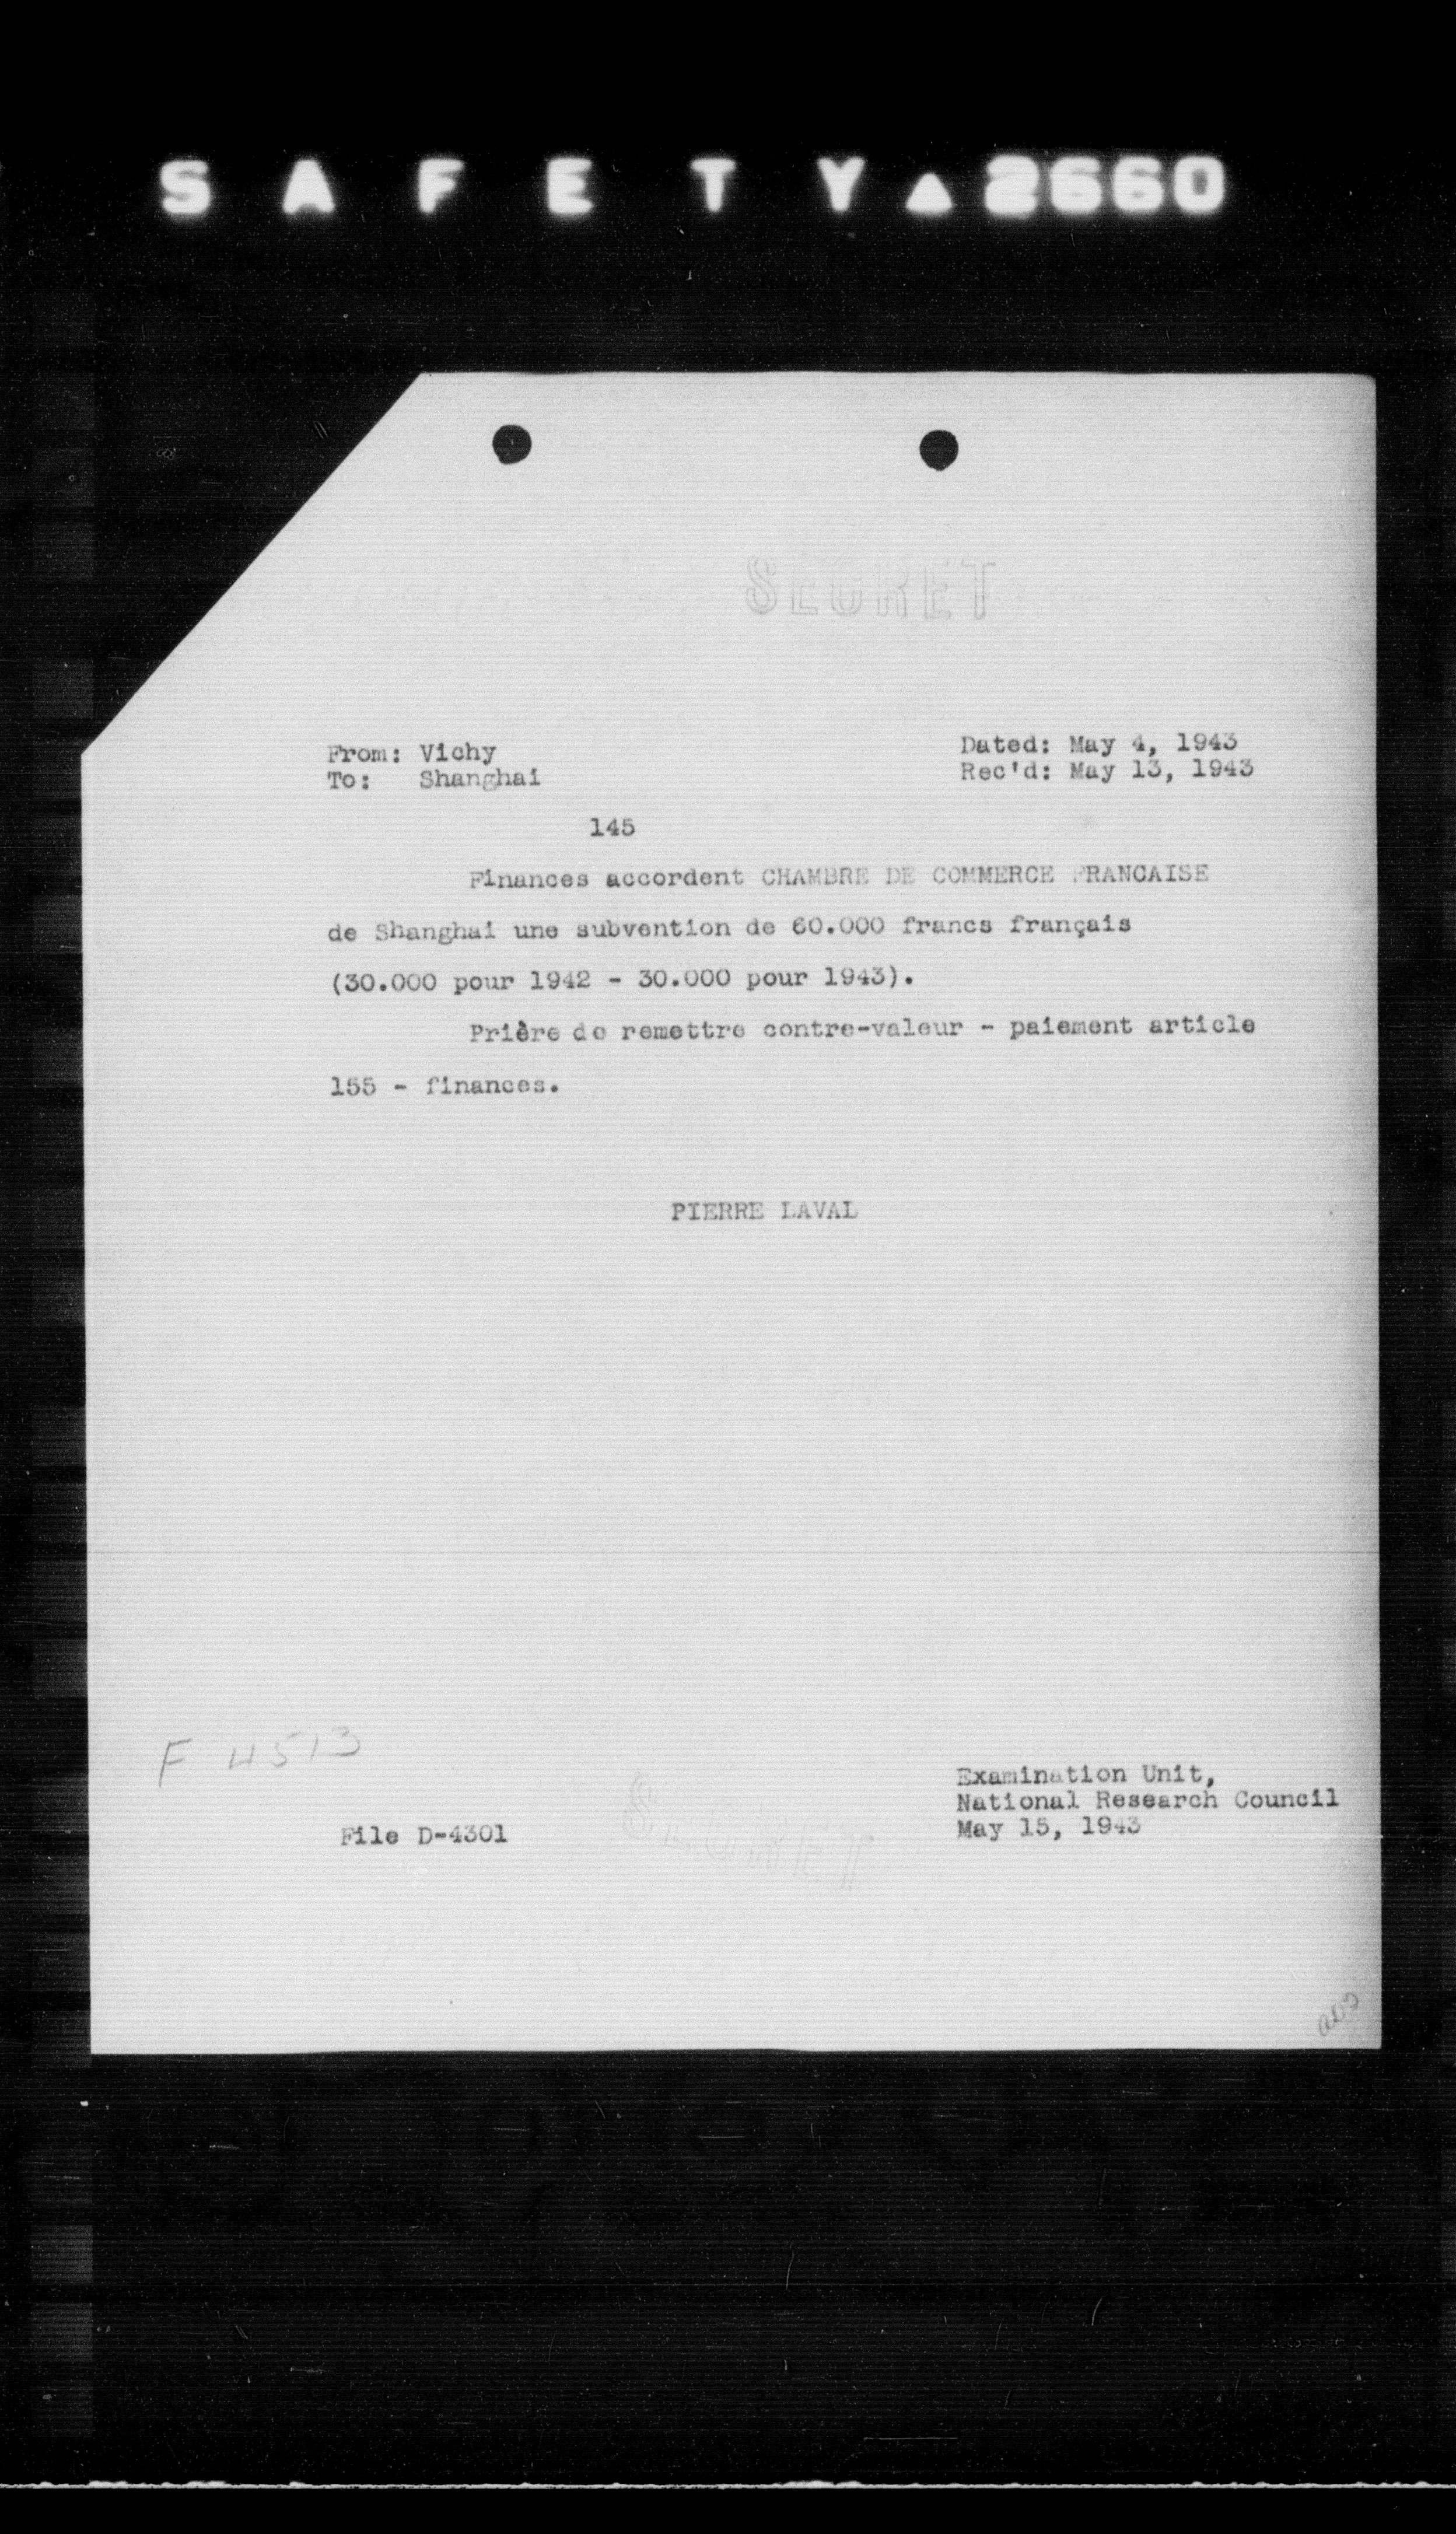 SAFETY▲2660
SECRET
From: Vichy
To: Shanghai
Dated: May 4, 1943
Rec'd: May 13, 1943
145
Finances accordent CHAMBRE DE COMMERCE FRANCAISE
de Shanghai une subvention de 60.000 francs français
(30.000 pour 1942 - 30.000 pour 1943).
Prière de remettre contre-valeur - paiement article
155 - finances.
PIERRE LAVAL
F 4513
Examination Unit,
National Research Council
May 15, 1943
File D-4301
SECRET